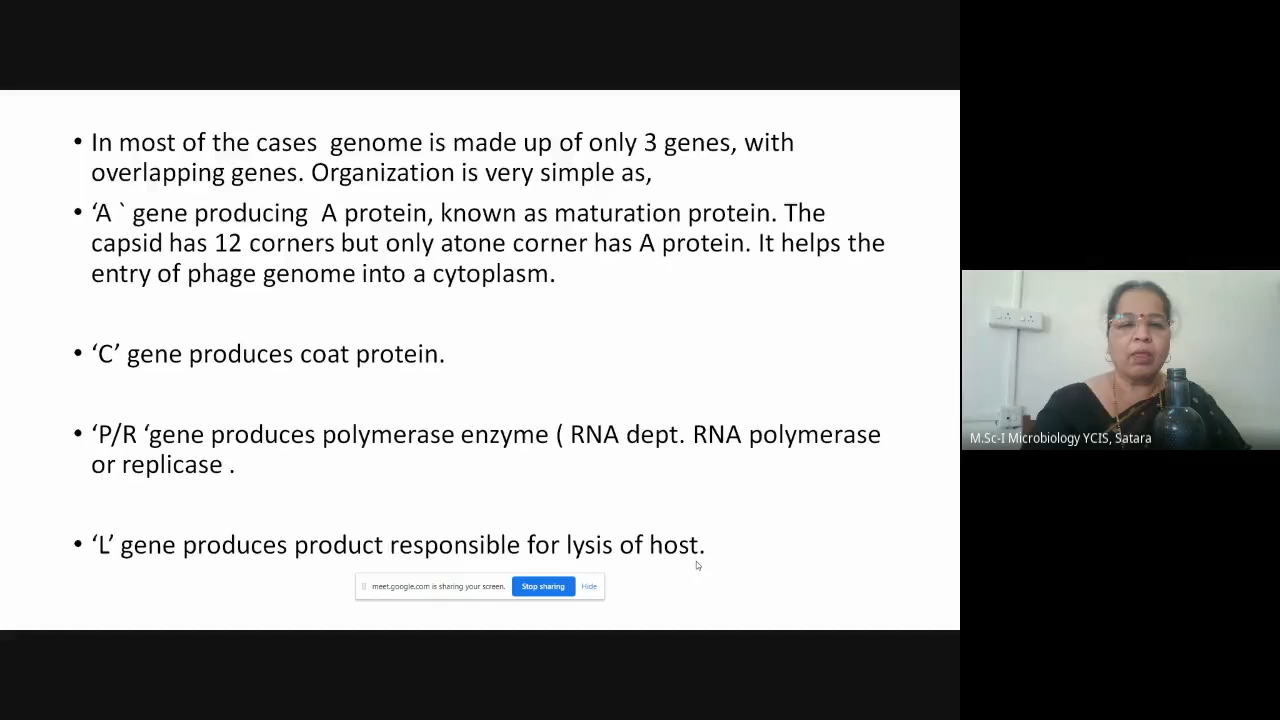 • In most of the cases  genome is made up of only 3 genes, with
overlapping genes. Organization is very simple as,
• ‘A ` gene producing  A protein, known as maturation protein. The
capsid has 12 corners but only atone corner has A protein. It helps the
entry of phage genome into a cytoplasm.
• ‘C’ gene produces coat protein.
• ‘P/R ‘gene produces polymerase enzyme ( RNA dept. RNA polymerase
or replicase .
• ‘L’ gene produces product responsible for lysis of host.
meet.google.com is sharing your screen. Stop sharing Hide
M.Sc-I Microbiology YCIS, Satara